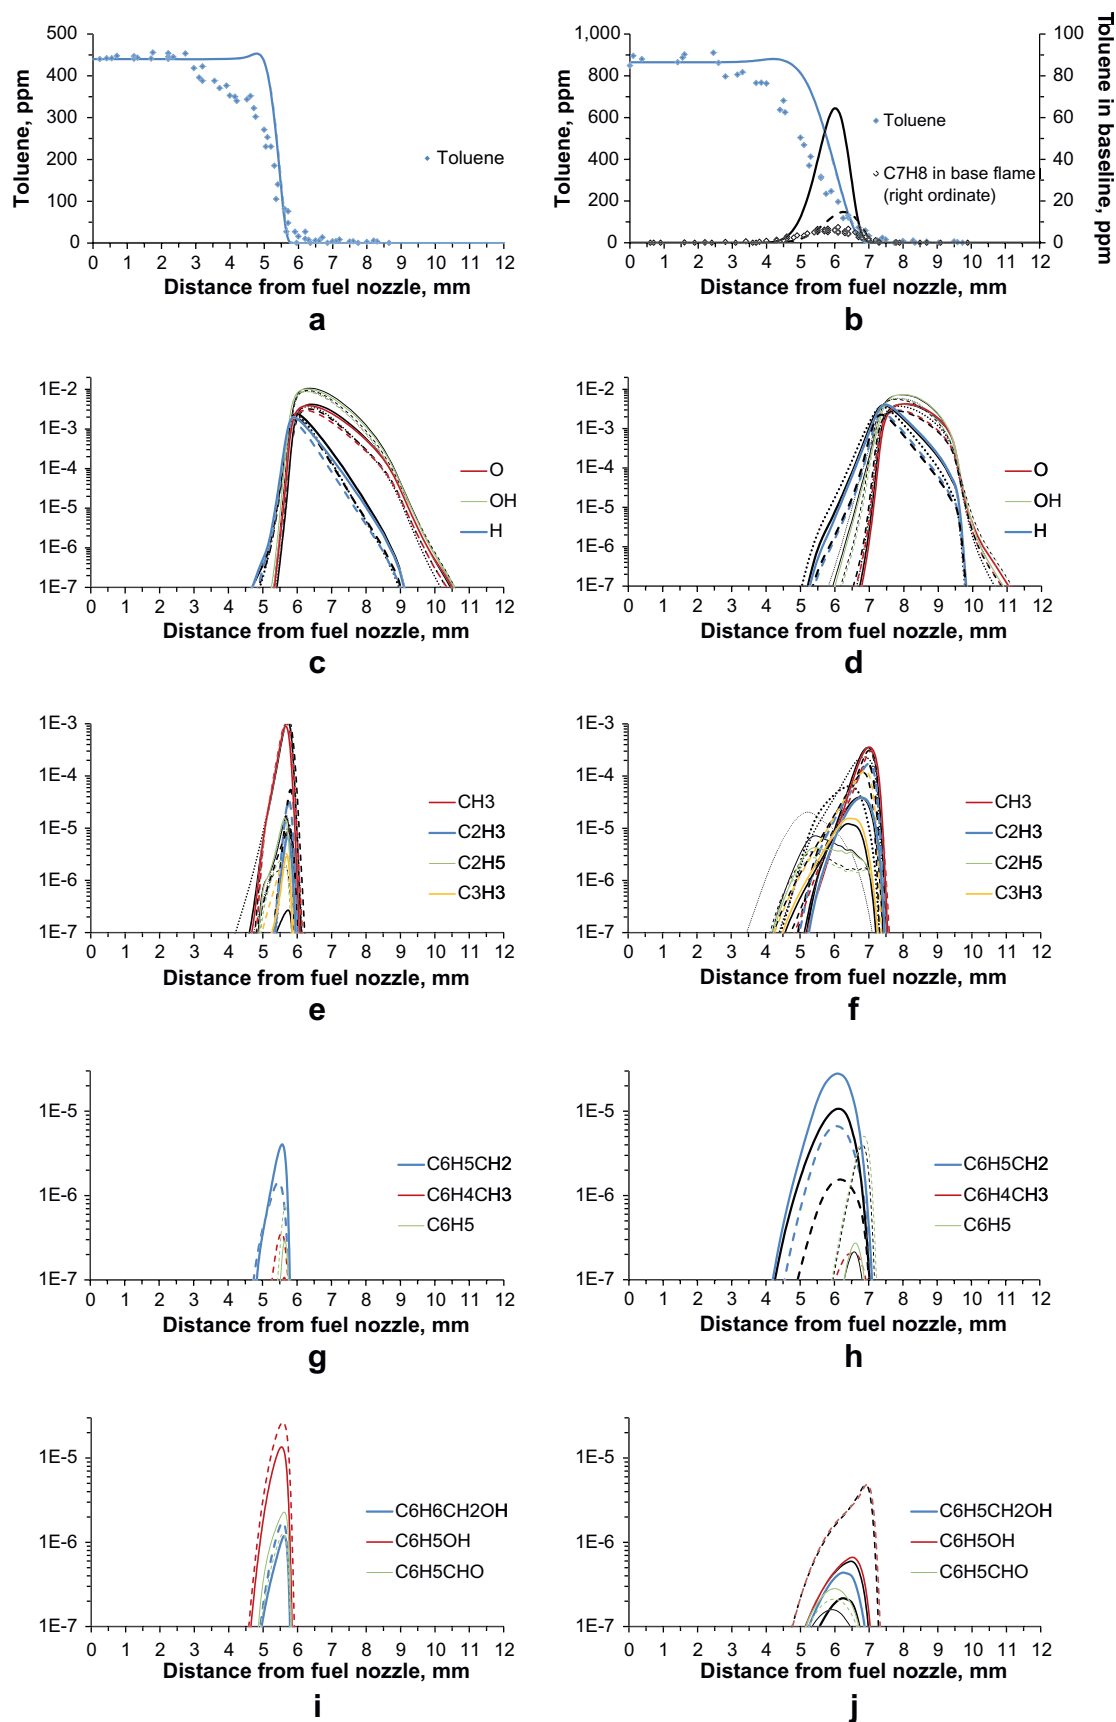 500
400
300
200
100
0
Toluene, ppm
Toluene
0 1 2 3 4 5 6 7 8 9 10 11 12
Distance from fuel nozzle, mm
a
1,000
800
600
400
200
0
Toluene, ppm
100
80
60
40
20
0
Toluene in baseline, ppm
Toluene
C7H8 in base flame
(right ordinate)
0 1 2 3 4 5 6 7 8 9 10 11 12
Distance from fuel nozzle, mm
b
1E-2
1E-3
1E-4
1E-5
1E-6
1E-7
O
OH
H
0 1 2 3 4 5 6 7 8 9 10 11 12
Distance from fuel nozzle, mm
c
1E-2
1E-3
1E-4
1E-5
1E-6
1E-7
O
OH
H
0 1 2 3 4 5 6 7 8 9 10 11 12
Distance from fuel nozzle, mm
d
1E-3
1E-4
1E-5
1E-6
1E-7
CH3
C2H3
C2H5
C3H3
0 1 2 3 4 5 6 7 8 9 10 11 12
Distance from fuel nozzle, mm
e
1E-3
1E-4
1E-5
1E-6
1E-7
CH3
C2H3
C2H5
C3H3
0 1 2 3 4 5 6 7 8 9 10 11 12
Distance from fuel nozzle, mm
f
1E-5
1E-6
1E-7
C6H5CH2
C6H4CH3
C6H5
0 1 2 3 4 5 6 7 8 9 10 11 12
Distance from fuel nozzle, mm
g
1E-5
1E-6
1E-7
C6H5CH2
C6H4CH3
C6H5
0 1 2 3 4 5 6 7 8 9 10 11 12
Distance from fuel nozzle, mm
h
1E-5
1E-6
1E-7
C6H6CH2OH
C6H5OH
C6H5CHO
0 1 2 3 4 5 6 7 8 9 10 11 12
Distance from fuel nozzle, mm
i
1E-5
1E-6
1E-7
C6H5CH2OH
C6H5OH
C6H5CHO
0 1 2 3 4 5 6 7 8 9 10 11 12
Distance from fuel nozzle, mm
j